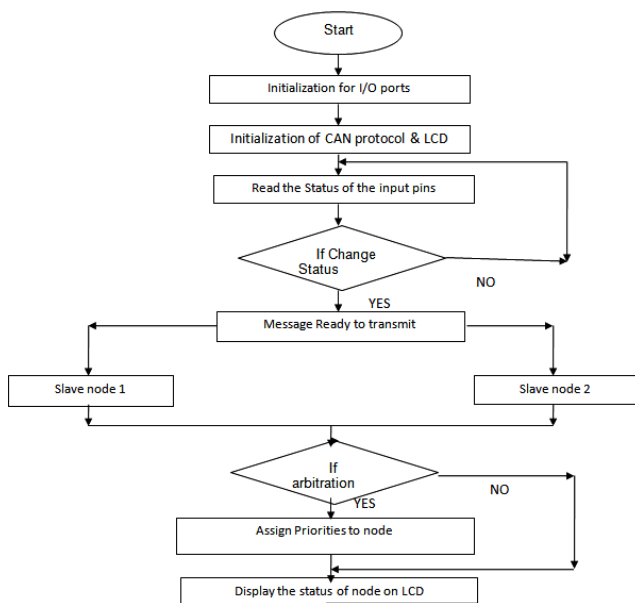 Start
Initialization for I/O ports
Initialization of CAN protocol & LCD
Read the Status of the input pins
If Change
Status
NO
YES
Message Ready to transmit
Slave node 1
Slave node 2
If
arbitration
NO
YES
Assign Priorities to node
Display the status of node on LCD